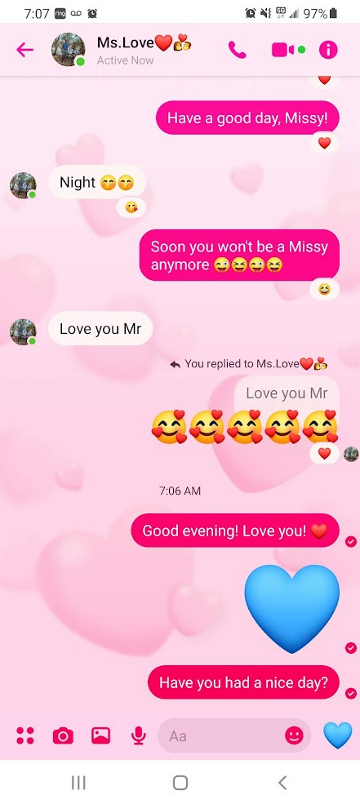 7:07 ring 97%
Ms.Love❤️💑
Active Now
Have a good day, Missy!
Night 🤭🤭
Soon you won't be a Missy
anymore 😜😝😜😝
Love you Mr
You replied to Ms.Love❤️💑
Love you Mr
🥰🥰🥰🥰🥰
7:06 AM
Good evening! Love you! ❤️
Have you had a nice day?
Aa